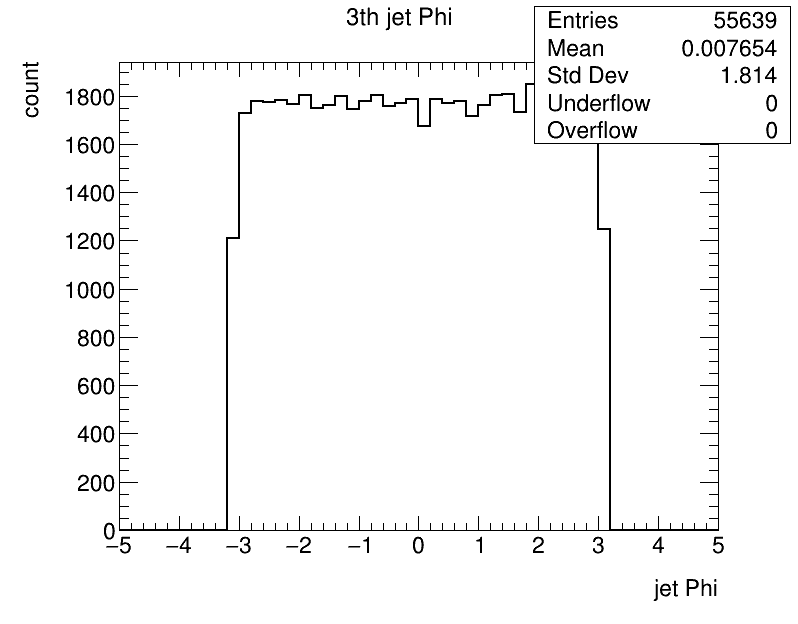 3th jet Phi
Entries 55639
Mean 0.007654
Std Dev 1.814
Underflow 0
Overflow 0
count
1800
1600
1400
1200
1000
800
600
400
200
0
−5 −4 −3 −2 −1 0 1 2 3 4 5
jet Phi